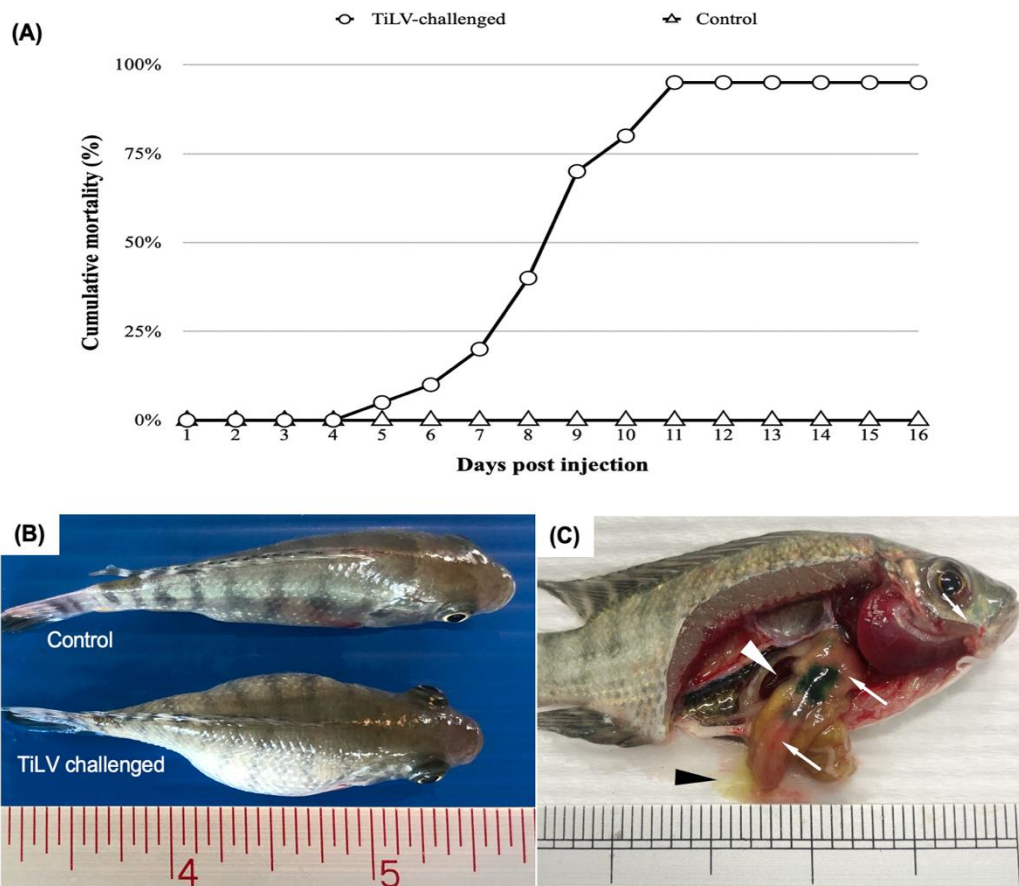 TiLV-challenged Control
(A)
Cumulative mortality (%)
100%
75%
50%
25%
0%
1 2 3 4 5 6 7 8 9 10 11 12 13 14 15 16
Days post injection
(B)
Control
TiLV challenged
4 5
(C)